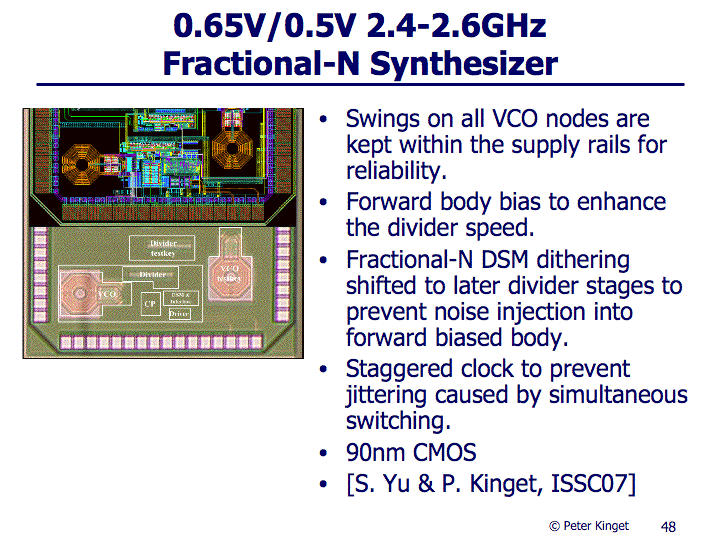 0.65V/0.5V 2.4-2.6GHz
Fractional-N Synthesizer
• Swings on all VCO nodes are
kept within the supply rails for
reliability.
• Forward body bias to enhance
the divider speed.
• Fractional-N DSM dithering
shifted to later divider stages to
prevent noise injection into
forward biased body.
• Staggered clock to prevent
jittering caused by simultaneous
switching.
• 90nm CMOS
• [S. Yu & P. Kinget, ISSC07]
Divider
testkey
VCO
testkey
Divider
VCO
CP
DSM &
Driver
© Peter Kinget
48